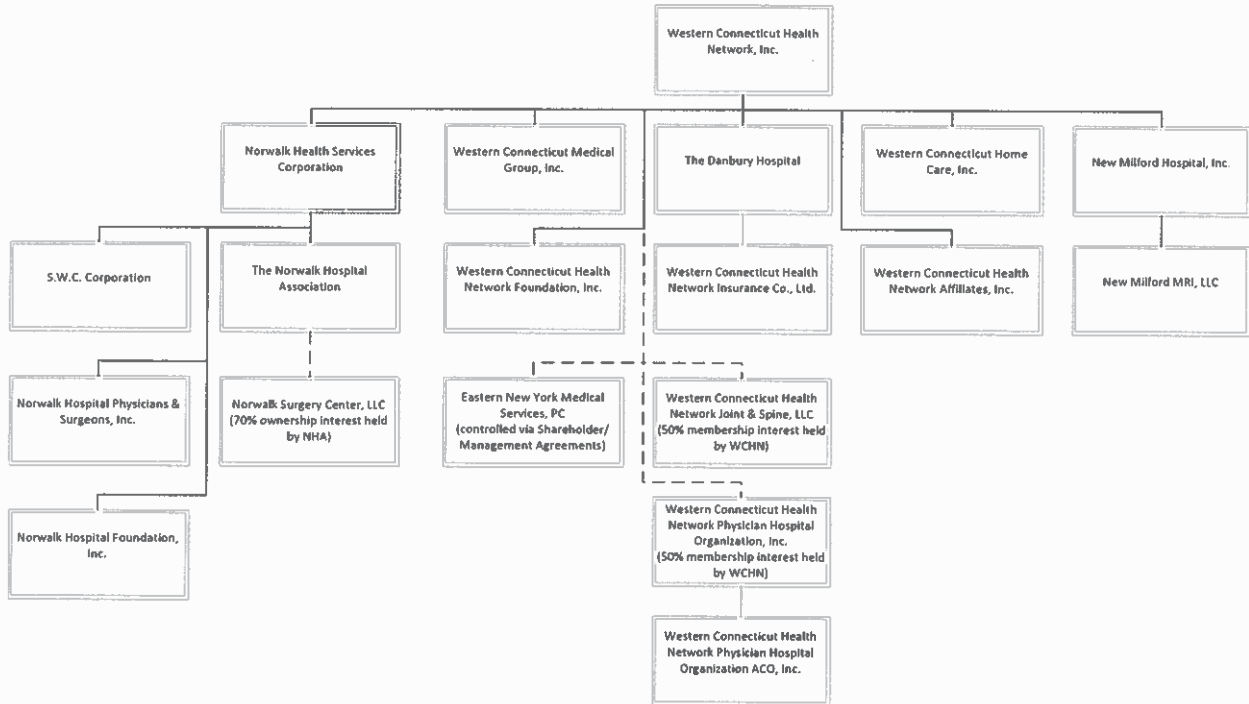 Western Connecticut Health
Network, Inc.
Norwalk Health Services
Corporation
Western Connecticut Medical
Group, Inc.
The Danbury Hospital
Western Connecticut Home
Care, Inc.
New Milford Hospital, Inc.
S.W.C. Corporation
The Norwalk Hospital
Association
Western Connecticut Health
Network Foundation, Inc.
Western Connecticut Health
Network Insurance Co., Ltd.
Western Connecticut Health
Network Affiliates, Inc.
New Milford MRI, LLC
Norwalk Hospital Physicians &
Surgeons, Inc.
Norwalk Surgery Center, LLC
(70% ownership interest held
by NHA)
Eastern New York Medical
Services, PC
(controlled via Shareholder/
Management Agreements)
Western Connecticut Health
Network Joint & Spine, LLC
(50% membership interest held
by WCHN)
Norwalk Hospital Foundation,
Inc.
Western Connecticut Health
Network Physician Hospital
Organization, Inc.
(50% membership interest held
by WCHN)
Western Connecticut Health
Network Physician Hospital
Organization ACO, Inc.